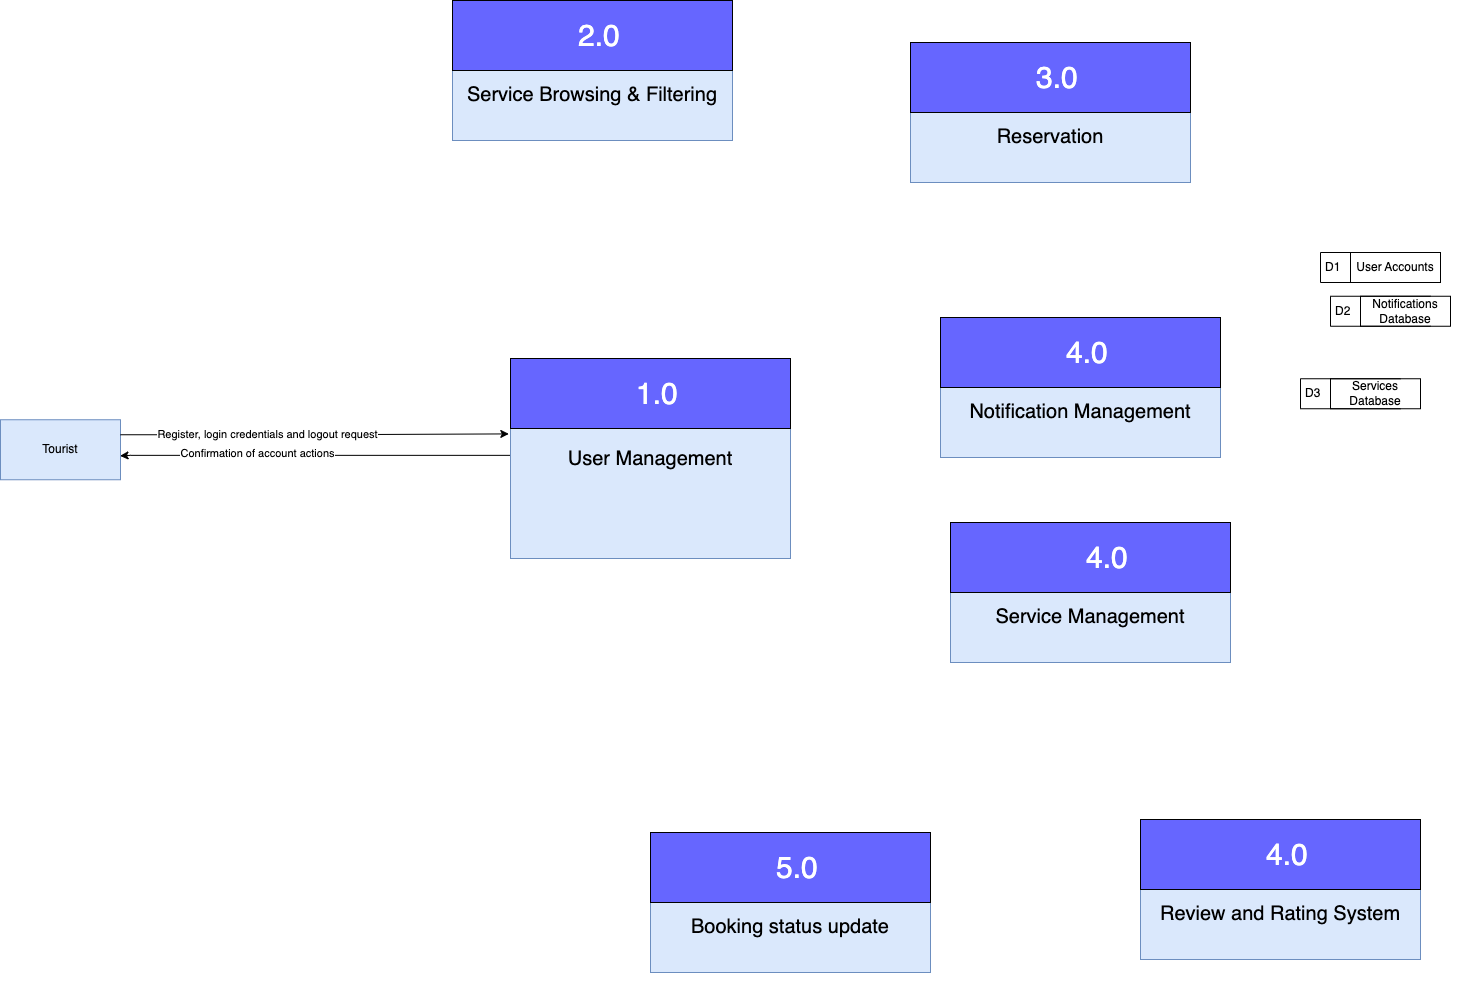 2.0
Service Browsing & Filtering
3.0
Reservation
D1
User Accounts
D2
Notifications
Database
4.0
Notification Management
D3
Services
Database
1.0
User Management
Tourist
Register, login credentials and logout request
Confirmation of account actions
4.0
Service Management
5.0
Booking status update
4.0
Review and Rating System